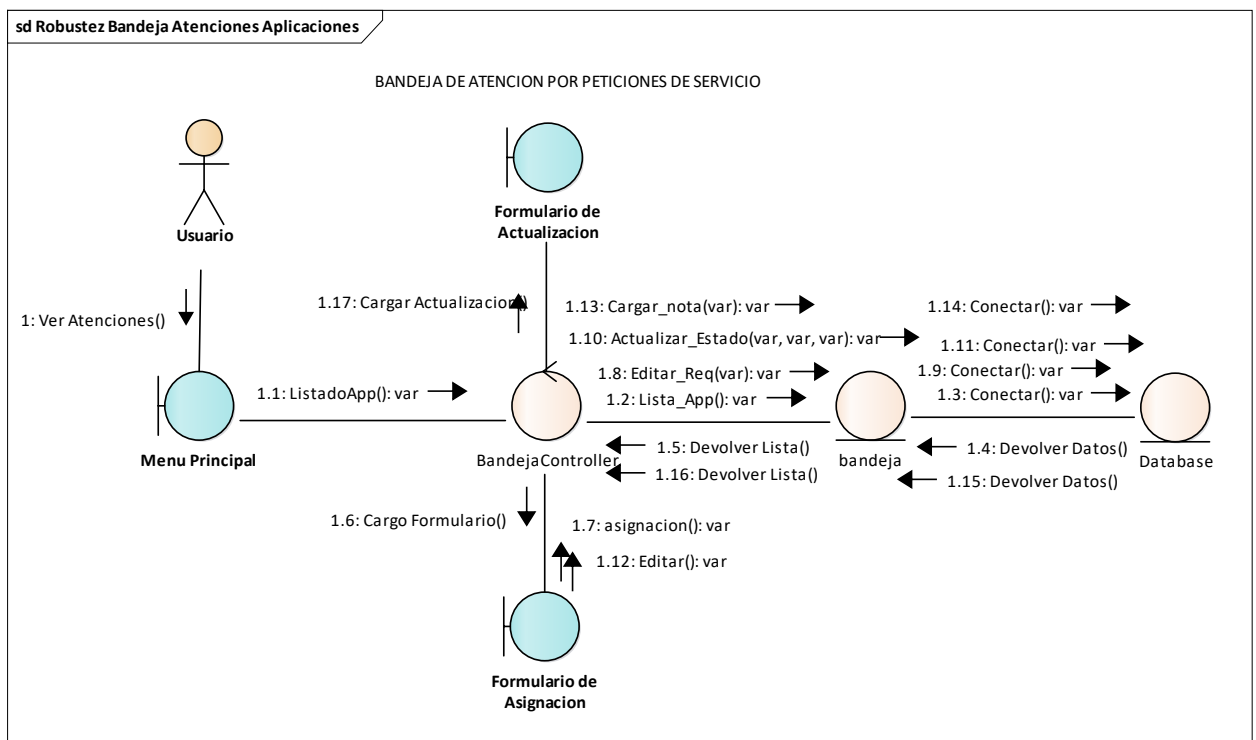 sd Robustez Bandeja Atenciones Aplicaciones
BANDEJA DE ATENCION POR PETICIONES DE SERVICIO
Usuario
Formulario de
Actualizacion
1: Ver Atenciones()
1.17: Cargar Actualizacion()
1.13: Cargar_nota(var): var
1.14: Conectar(): var
1.10: Actualizar_Estado(var, var, var): var
1.11: Conectar(): var
1.8: Editar_Req(var): var
1.9: Conectar(): var
1.1: ListadoApp(): var
1.2: Lista_App(): var
1.3: Conectar(): var
Menu Principal
BandejaController
1.5: Devolver Lista()
bandeja
1.4: Devolver Datos()
Database
1.16: Devolver Lista()
1.15: Devolver Datos()
1.6: Cargo Formulario()
1.7: asignacion(): var
1.12: Editar(): var
Formulario de
Asignacion